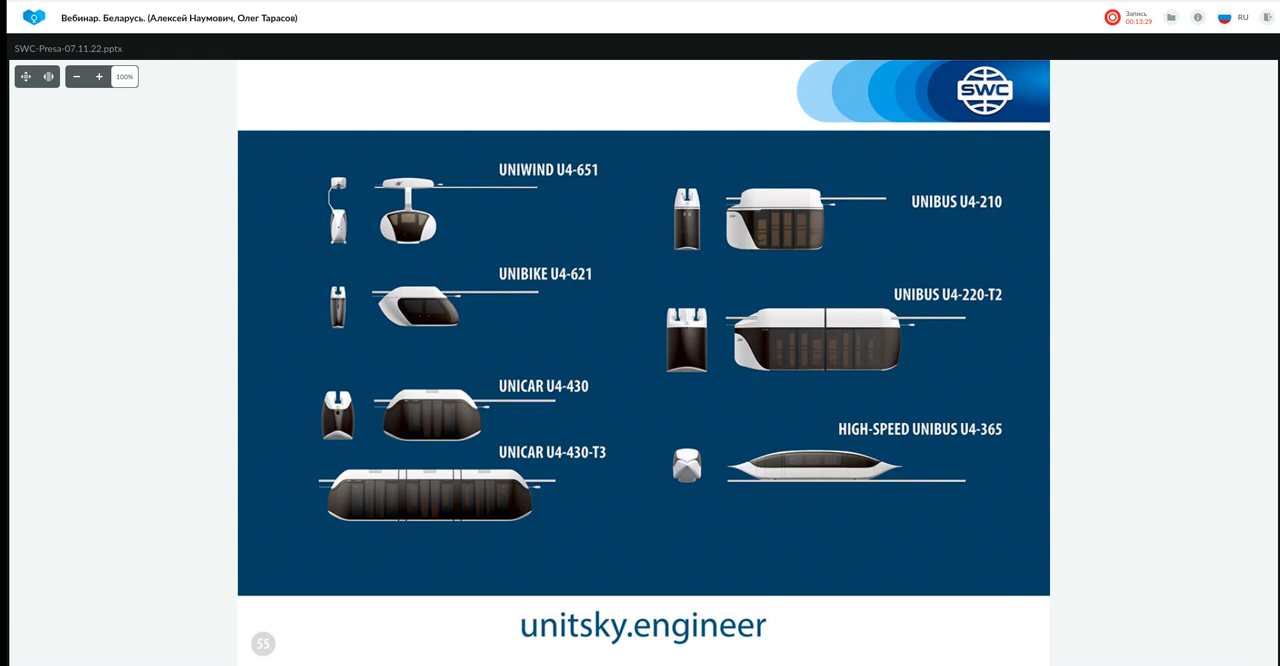 Вебинар. Беларусь. (Алексей Наумович, Олег Тарасов)
Запись
00:13:29
RU
SWC-Presa-07.11.22.pptx
100%
SWC
UNIWIND U4-651
UNIBUS U4-210
UNIBIKE U4-621
UNIBUS U4-220-T2
UNICAR U4-430
HIGH-SPEED UNIBUS U4-365
UNICAR U4-430-T3
unitsky.engineer
55